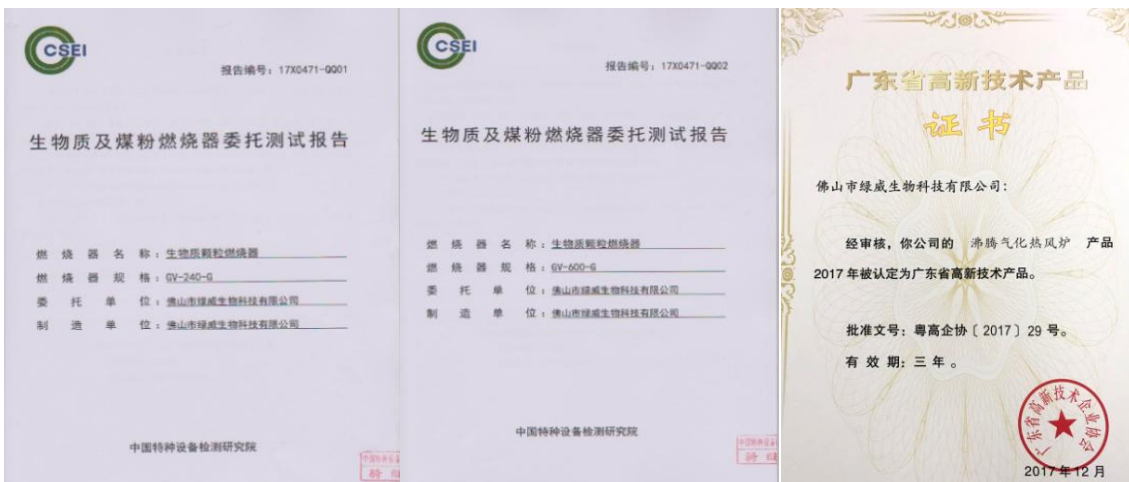 CSEI
报告编号：17X0471-QQ01
生物质及煤粉燃烧器委托测试报告
燃烧器名称：生物质颗粒燃烧器
燃烧器规格：GV-240-G
委托单位：佛山市绿威生物科技有限公司
制造单位：佛山市绿威生物科技有限公司
中国特种设备检测研究院
CSEI
报告编号：17X0471-QQ02
生物质及煤粉燃烧器委托测试报告
燃烧器名称：生物质颗粒燃烧器
燃烧器规格：GV-600-G
委托单位：佛山市绿威生物科技有限公司
制造单位：佛山市绿威生物科技有限公司
中国特种设备检测研究院
广东省高新技术产品
证书
佛山市绿威生物科技有限公司：
经审核，你公司的 沸腾气化热风炉 产品
2017年被认定为广东省高新技术产品。
批准文号：粤高企协〔2017〕29号。
有效期：三年。
广东省高新技术企业协会
2017年12月